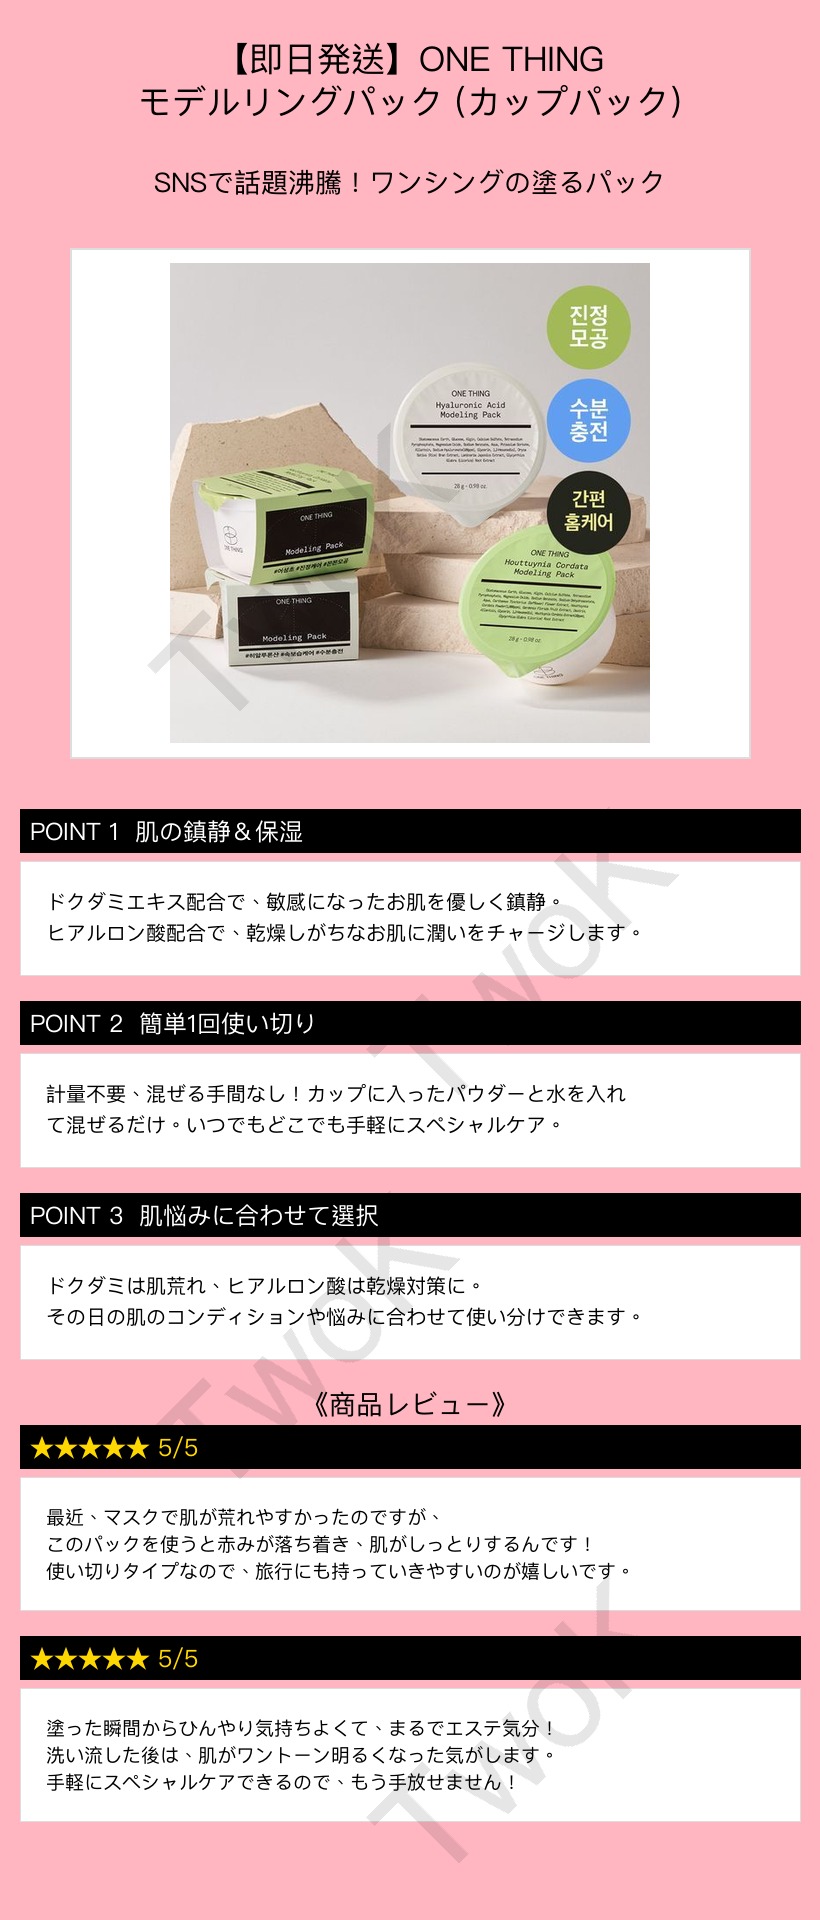 【即日発送】ONE THING
モデルリングパック (カップパック)
SNSで話題沸騰！ワンシングの塗るパック
진정
모공
수분
충전
간편
홈케어
ONE THING
Hyaluronic Acid
Modeling Pack
28 g - 0.98 oz.
ONE THING
Modeling Pack
#어성초 #진정케어 #본본모공
ONE THING
ONE THING
Modeling Pack
#히알루론산 #속보습케어 #수분충전
ONE THING
Houttuynia Cordata
Modeling Pack
28 g - 0.98 oz.
ONE THING
POINT 1 肌の鎮静＆保湿
ドクダミエキス配合で、敏感になったお肌を優しく鎮静。
ヒアルロン酸配合で、乾燥しがちなお肌に潤いをチャージします。
POINT 2 簡単1回使い切り
計量不要、混ぜる手間なし！カップに入ったパウダーと水を入れ
て混ぜるだけ。いつでもどこでも手軽にスペシャルケア。
POINT 3 肌悩みに合わせて選択
ドクダミは肌荒れ、ヒアルロン酸は乾燥対策に。
その日の肌のコンディションや悩みに合わせて使い分けできます。
《商品レビュー》
★★★★★ 5/5
最近、マスクで肌が荒れやすかったのですが、
このパックを使うと赤みが落ち着き、肌がしっとりするんです！
使い切りタイプなので、旅行にも持っていきやすいのが嬉しいです。
★★★★★ 5/5
塗った瞬間からひんやり気持ちよくて、まるでエステ気分！
洗い流した後は、肌がワントーン明るくなった気がします。
手軽にスペシャルケアできるので、もう手放せません！
TwoK
TwoK
TwoK
TwoK